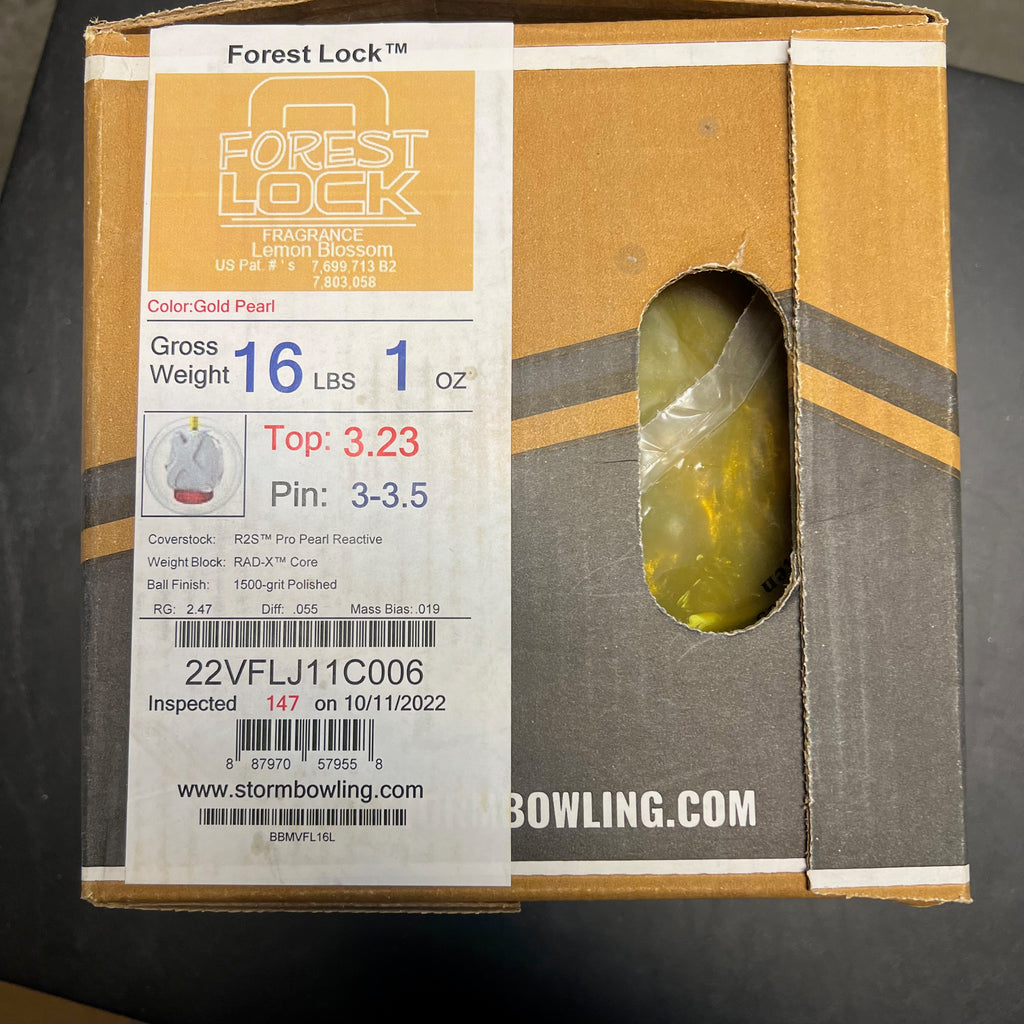 Forest Lock™
FOREST
LOCK
FRAGRANCE
Lemon Blossom
US Pat. # ' s 7,699,713 B2
7,803,058
Color:Gold Pearl
Gross
Weight 16 LBS 1 OZ
Top: 3.23
Pin: 3-3.5
Coverstock: R2S™ Pro Pearl Reactive
Weight Block: RAD-X™ Core
Ball Finish: 1500-grit Polished
RG: 2.47 Diff: .055 Mass Bias: .019
22VFLJ11C006
Inspected 147 on 10/11/2022
8 87970 57955 8
www.stormbowling.com
BBMVFL16L
ORMBOWLING.COM